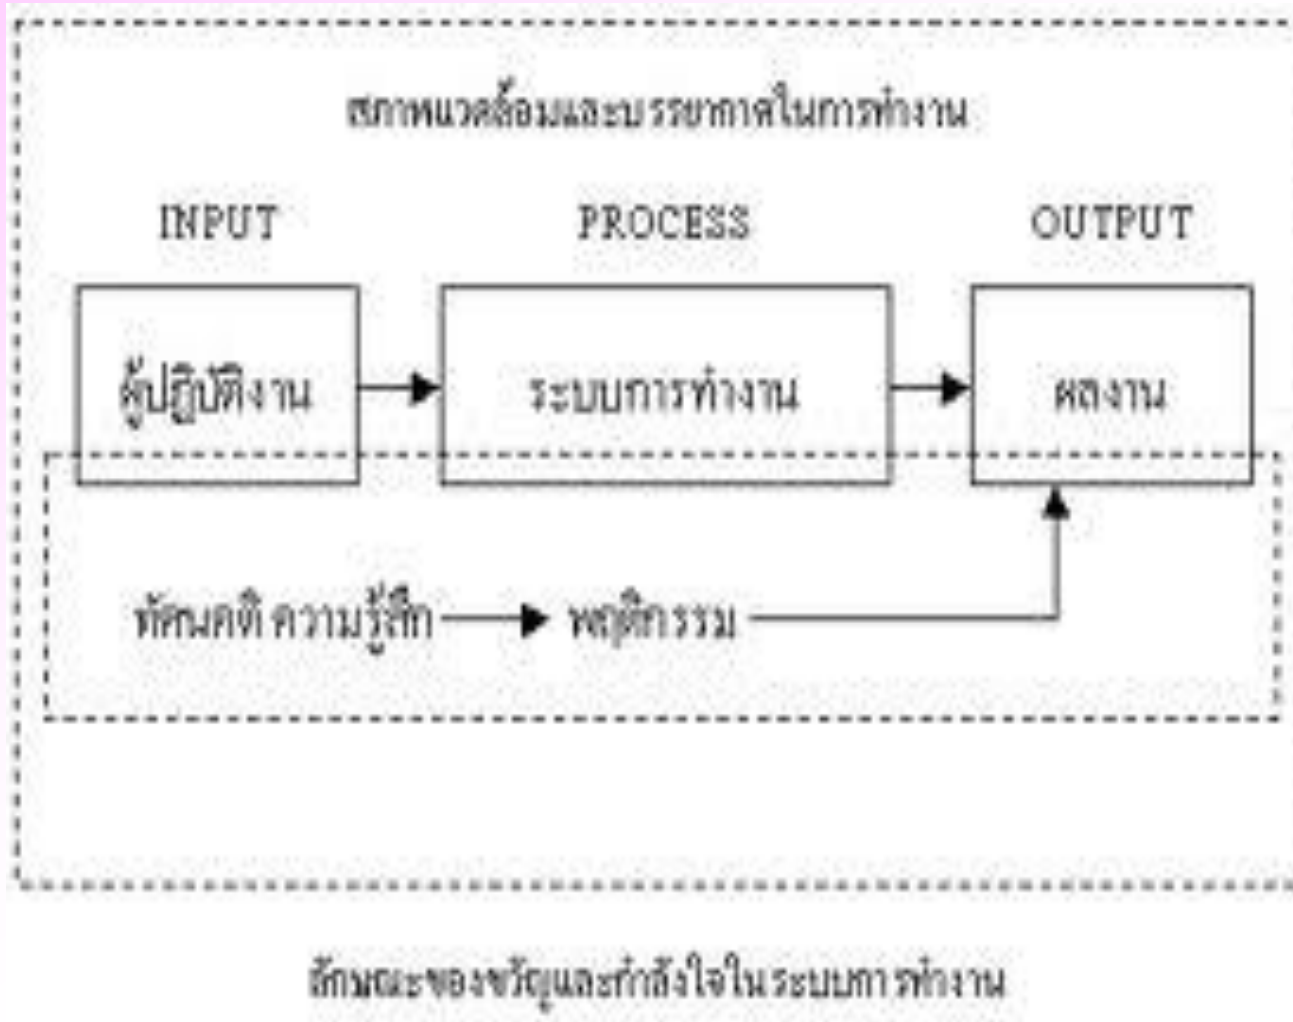 สภาพแวดล้อมและบรรยากาศในการทำงาน
INPUT PROCESS OUTPUT
ผู้ปฏิบัติงาน ระบบการทำงาน ผลงาน
ทัศนคติ ความรู้สึก พฤติกรรม
ลักษณะของขวัญและกำลังใจในระบบการทำงาน